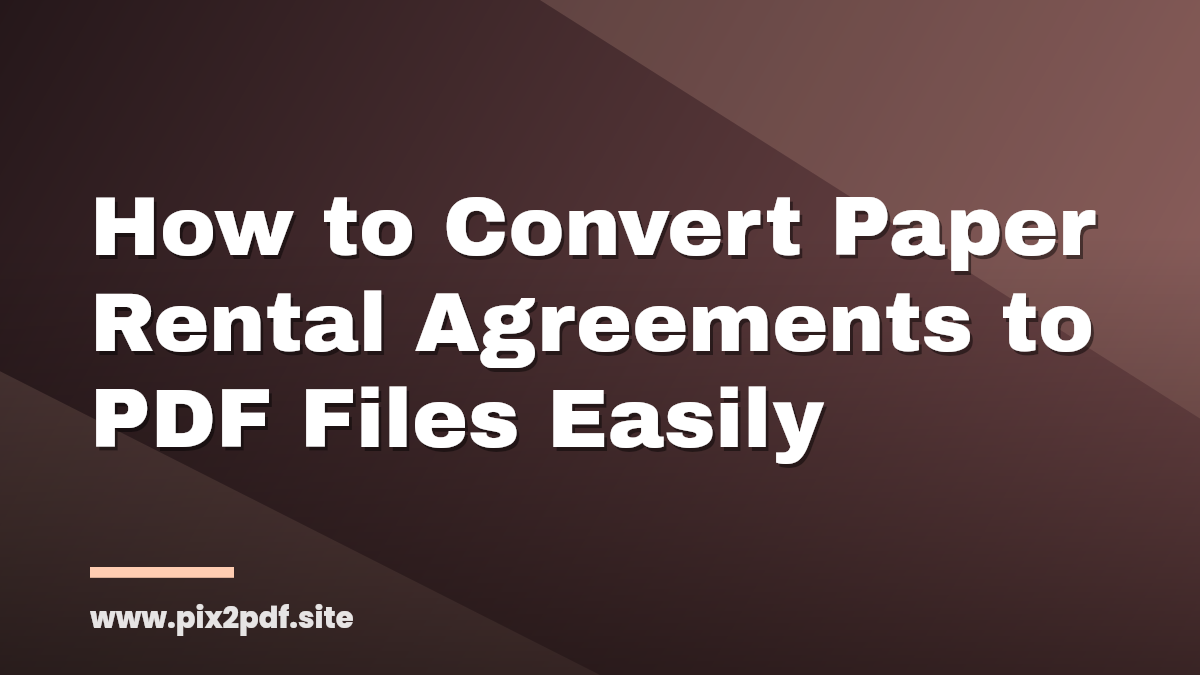 How to Convert Paper
Rental Agreements to
PDF Files Easily
www.pix2pdf.site